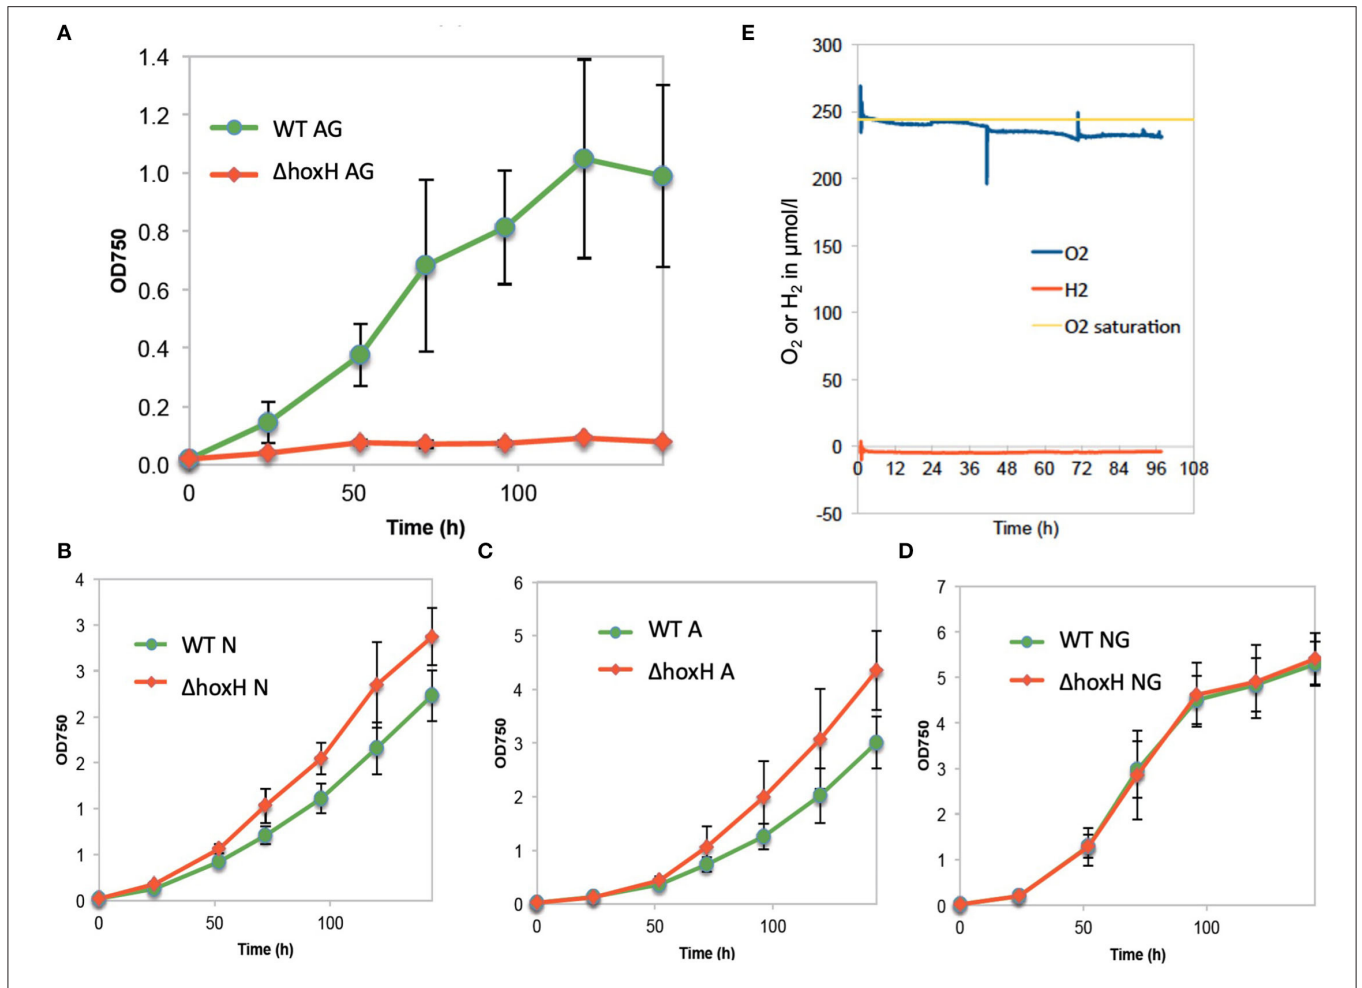 A
1.4
1.2
1.0
0.8
0.6
0.4
0.2
0.0
OD750
WT AG
ΔhoxH AG
0 50 100
Time (h)
E
300
250
200
150
100
50
0
-50
O2 or H2 in μmol/l
O2
H2
O2 saturation
0 12 24 36 48 60 72 84 96 108
Time (h)
B
4
3
3
2
2
1
1
0
OD750
WT N
ΔhoxH N
0 50 100
Time (h)
C
6
5
4
3
2
1
0
OD750
WT A
ΔhoxH A
0 50 100
Time (h)
D
7
6
5
4
3
2
1
0
OD750
WT NG
ΔhoxH NG
0 50 100
Time (h)